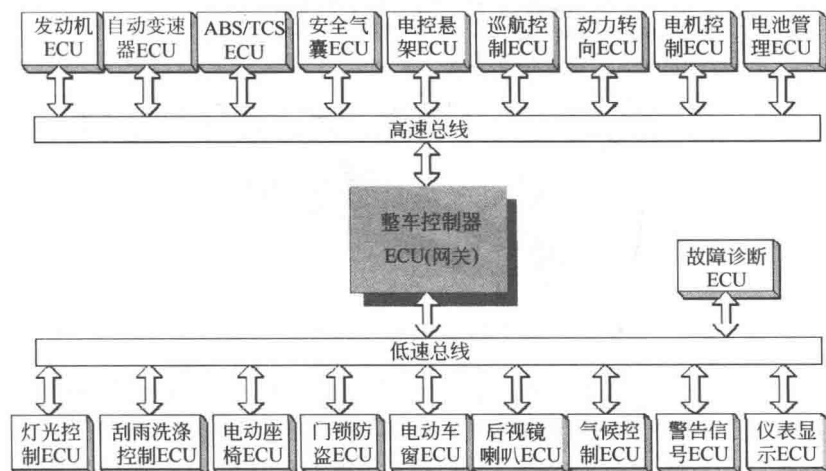 发动机
ECU
自动变速
器ECU
ABS/TCS
ECU
安全气
囊ECU
电控悬
架ECU
巡航控
制ECU
动力转
向ECU
电机控
制ECU
电池管
理ECU
高速总线
整车控制器
ECU(网关)
故障诊断
ECU
低速总线
灯光控
制ECU
刮雨洗涤
控制ECU
电动座
椅ECU
门锁防
盗ECU
电动车
窗ECU
后视镜
喇叭ECU
气候控
制ECU
警告信
号ECU
仪表显
示ECU